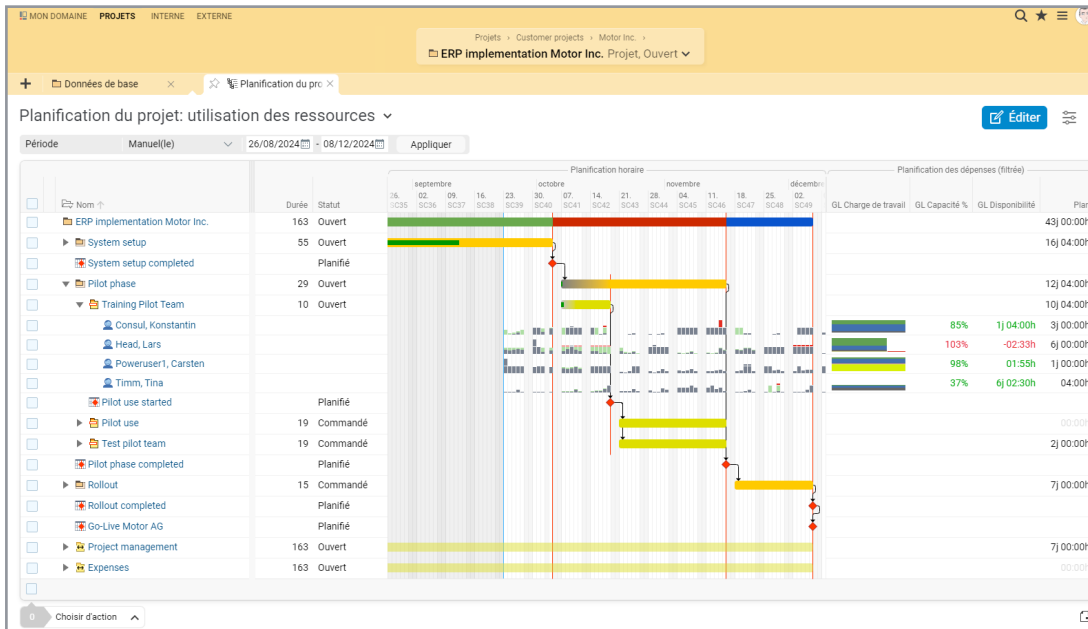 MON DOMAINE PROJETS INTERNE EXTERNE
Projets › Customer projects › Motor Inc. ›
ERP implementation Motor Inc. Projet, Ouvert
Données de base × Planification du pro ×
Planification du projet: utilisation des ressources
Éditer
Période Manuel(le) 26/08/2024 - 08/12/2024 Appliquer
Planification horaire Planification des dépenses (filtrée)
septembre octobre novembre décembre
26. 02. 09. 16. 23. 30. 07. 14. 21. 28. 04. 11. 18. 25. 02.
Nom Durée Statut SC35 SC36 SC37 SC38 SC39 SC40 SC41 SC42 SC43 SC44 SC45 SC46 SC47 SC48 SC49 GL Charge de travail GL Capacité % GL Disponibilité Plan
ERP implementation Motor Inc. 163 Ouvert 43j 00:00h
System setup 55 Ouvert 16j 04:00h
System setup completed Planifié
Pilot phase 29 Ouvert 12j 04:00h
Training Pilot Team 10 Ouvert 10j 04:00h
Consul, Konstantin 85% 1j 04:00h 3j 00:00h
Head, Lars 103% -02:33h 6j 00:00h
Poweruser1, Carsten 98% 01:55h 1j 00:00h
Timm, Tina 37% 6j 02:30h 04:00h
Pilot use started Planifié
Pilot use 19 Commandé 00:00h
Test pilot team 19 Commandé 2j 00:00h
Pilot phase completed Planifié
Rollout 15 Commandé 7j 00:00h
Rollout completed Planifié
Go-Live Motor AG Planifié
Project management 163 Ouvert 7j 00:00h
Expenses 163 Ouvert 00:00h
0 Choisir d'action